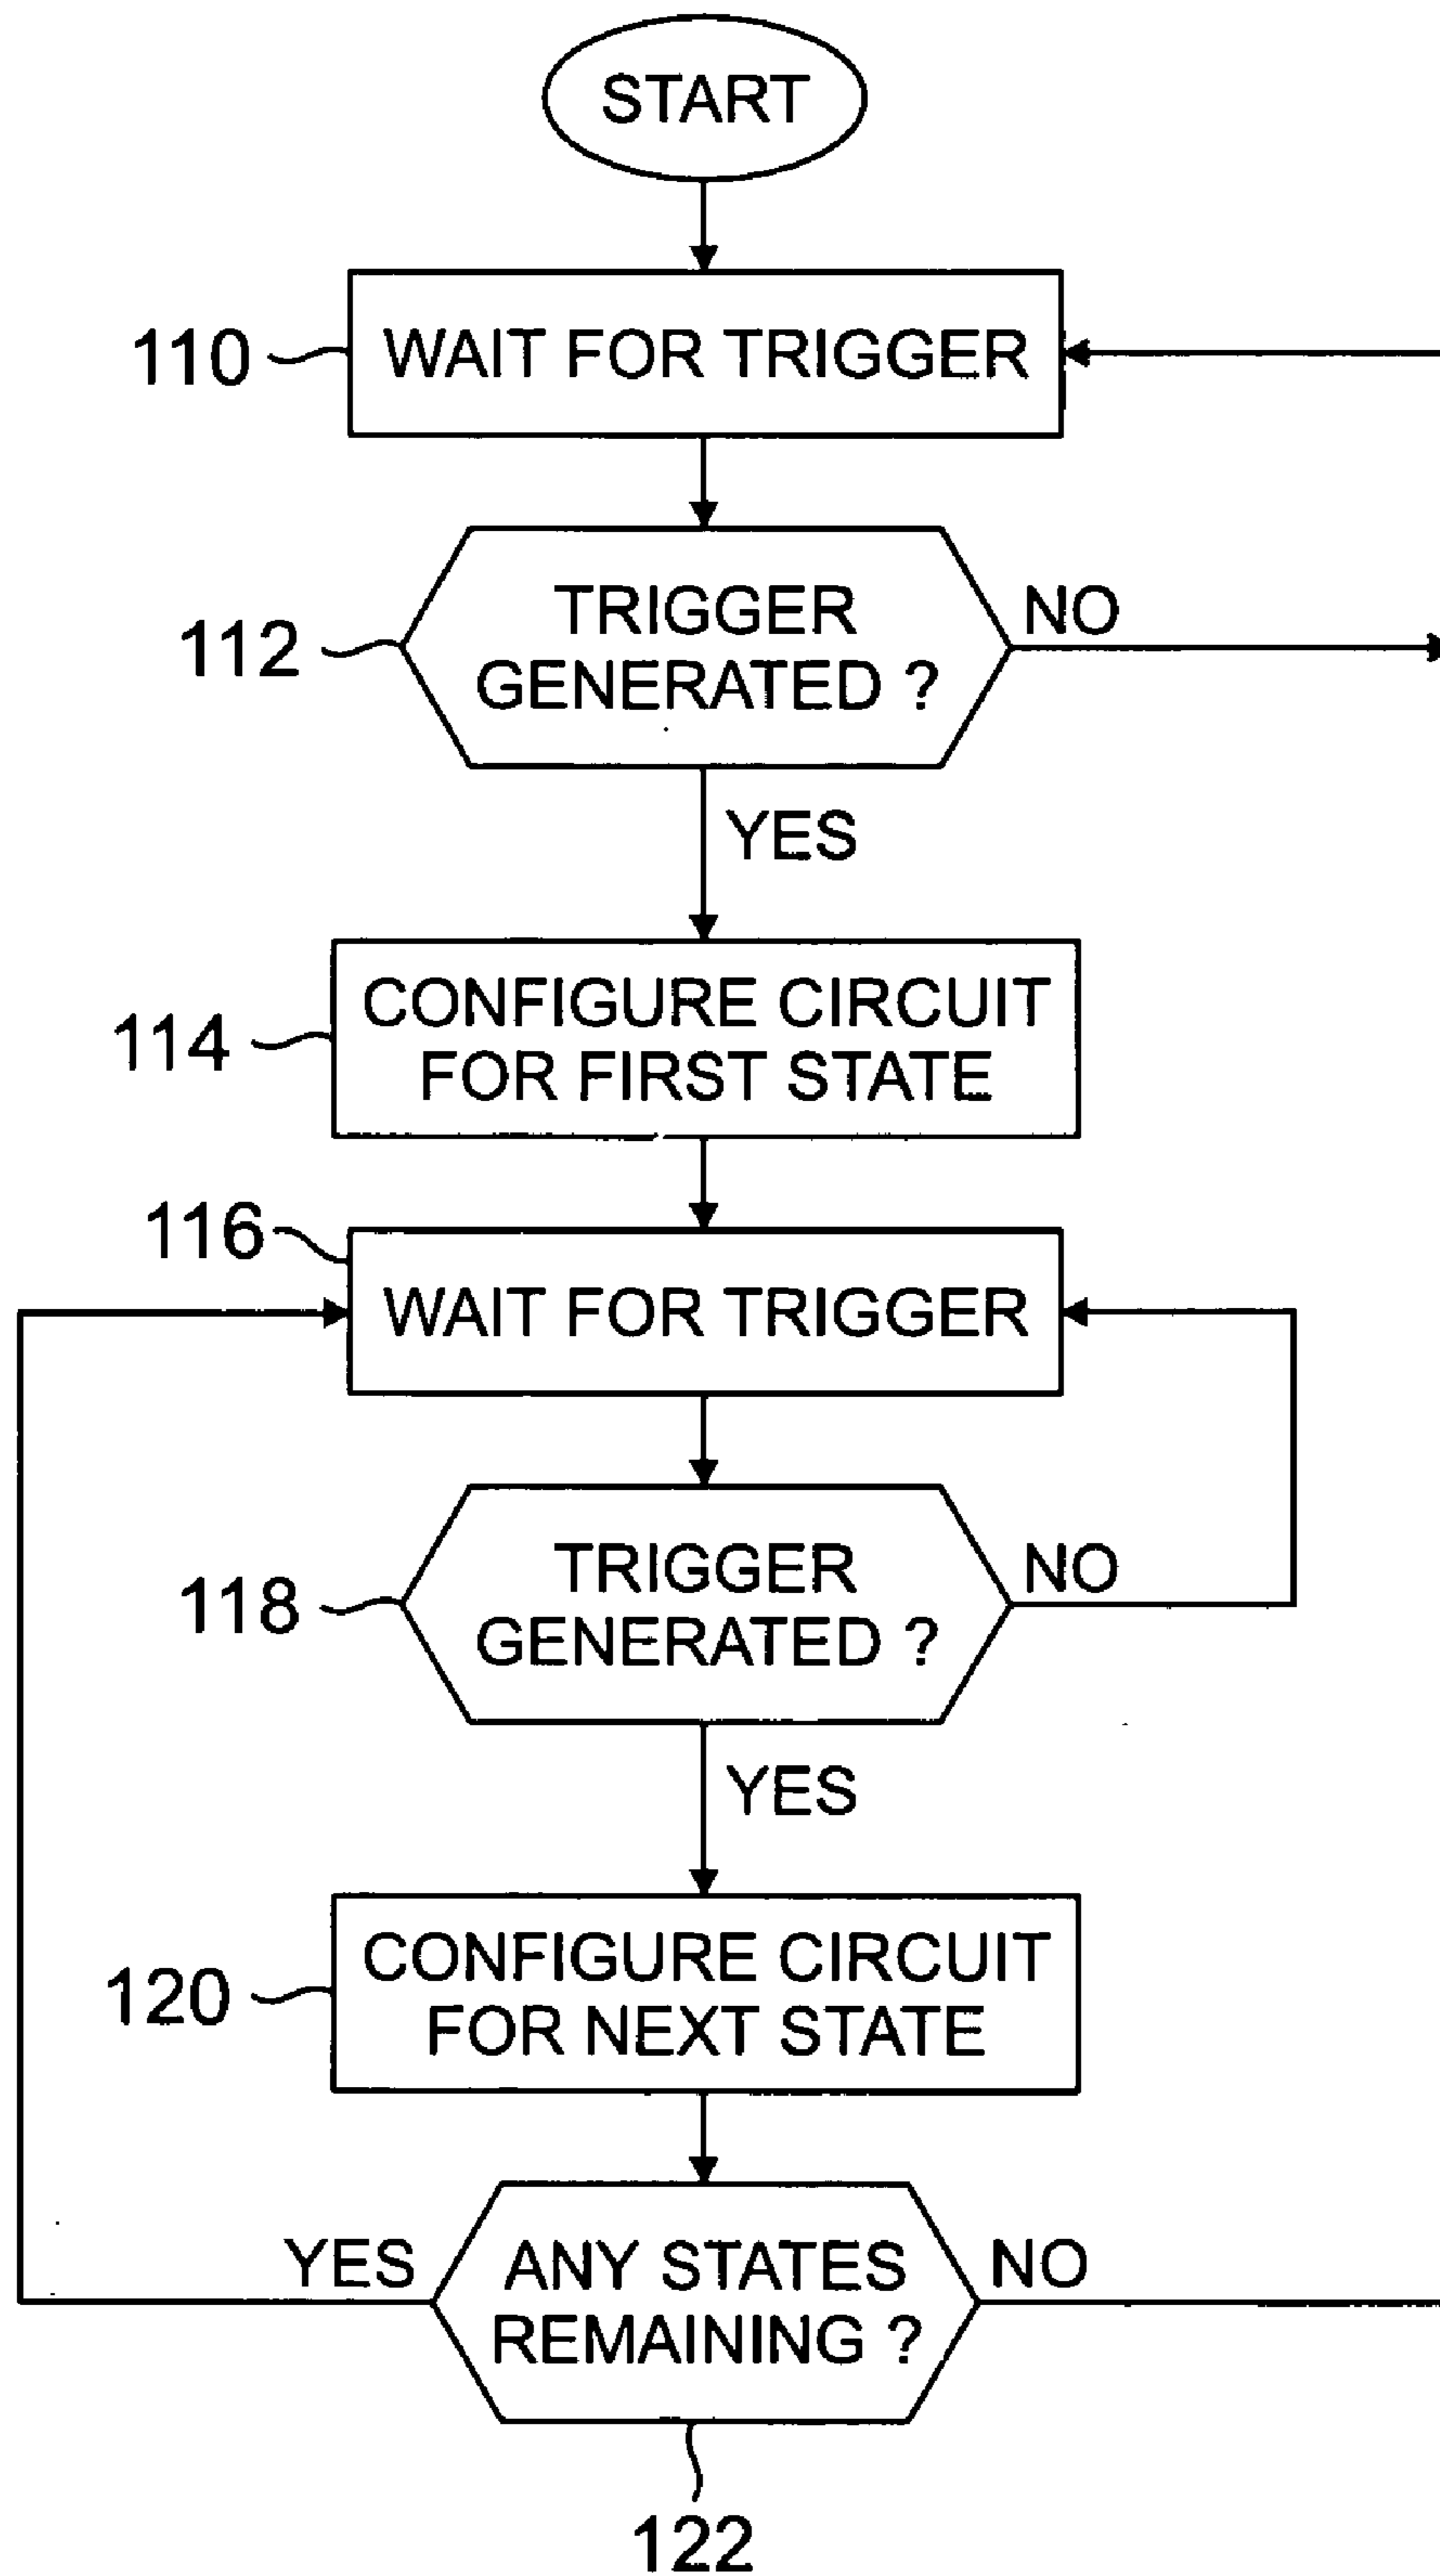 START
110
WAIT FOR TRIGGER
112
TRIGGER
GENERATED ?
NO
YES
114
CONFIGURE CIRCUIT
FOR FIRST STATE
116
WAIT FOR TRIGGER
118
TRIGGER
GENERATED ?
NO
YES
120
CONFIGURE CIRCUIT
FOR NEXT STATE
YES
ANY STATES
REMAINING ?
NO
122